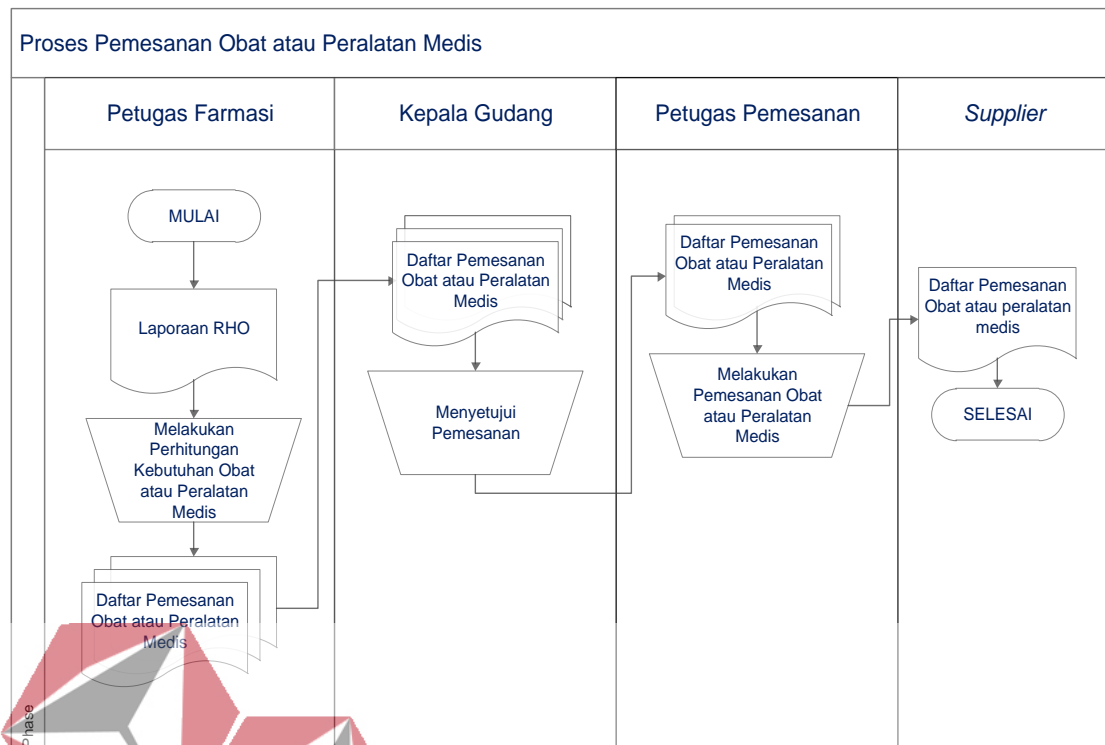 Proses Pemesanan Obat atau Peralatan Medis
Petugas Farmasi
Kepala Gudang
Petugas Pemesanan
Supplier
MULAI
Laporaan RHO
Melakukan
Perhitungan
Kebutuhan Obat
atau Peralatan
Medis
Daftar Pemesanan
Obat atau Peralatan
Medis
Daftar Pemesanan
Obat atau Peralatan
Medis
Menyetujui
Pemesanan
Daftar Pemesanan
Obat atau Peralatan
Medis
Melakukan
Pemesanan Obat
atau Peralatan
Medis
Daftar Pemesanan
Obat atau peralatan
medis
SELESAI
Phase